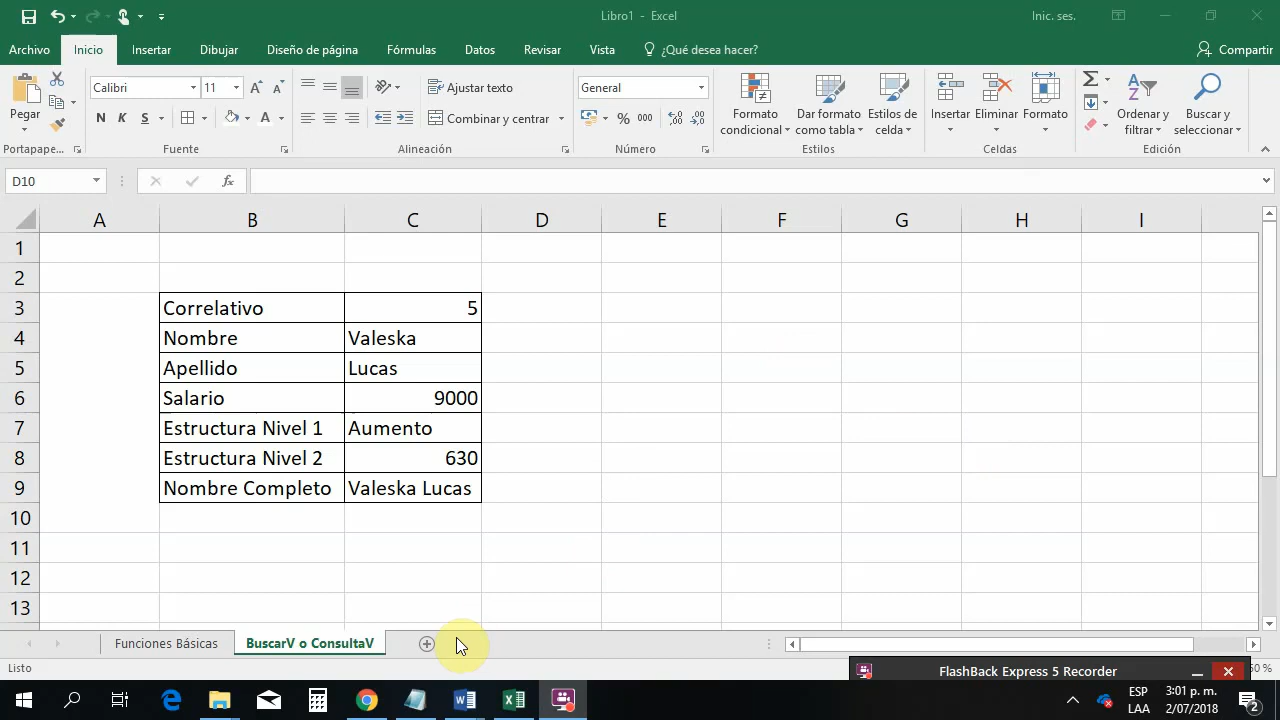 Libro1 - Excel
Inic. ses.
Archivo Inicio Insertar Dibujar Diseño de página Fórmulas Datos Revisar Vista ¿Qué desea hacer? Compartir
Pegar
Calibri 11
N K S
A A
A
Ajustar texto
Combinar y centrar
General
% 000
Formato condicional
Dar formato como tabla
Estilos de celda
Insertar Eliminar Formato
Ordenar y filtrar
Buscar y seleccionar
Portapape... Fuente Alineación Número Estilos Celdas Edición
D10 fx
A B C D E F G H I
1
2
3 Correlativo 5
4 Nombre Valeska
5 Apellido Lucas
6 Salario 9000
7 Estructura Nivel 1 Aumento
8 Estructura Nivel 2 630
9 Nombre Completo Valeska Lucas
10
11
12
13
Funciones Básicas BuscarV o ConsultaV
Listo
FlashBack Express 5 Recorder
ESP
LAA
3:01 p. m.
2/07/2018
2